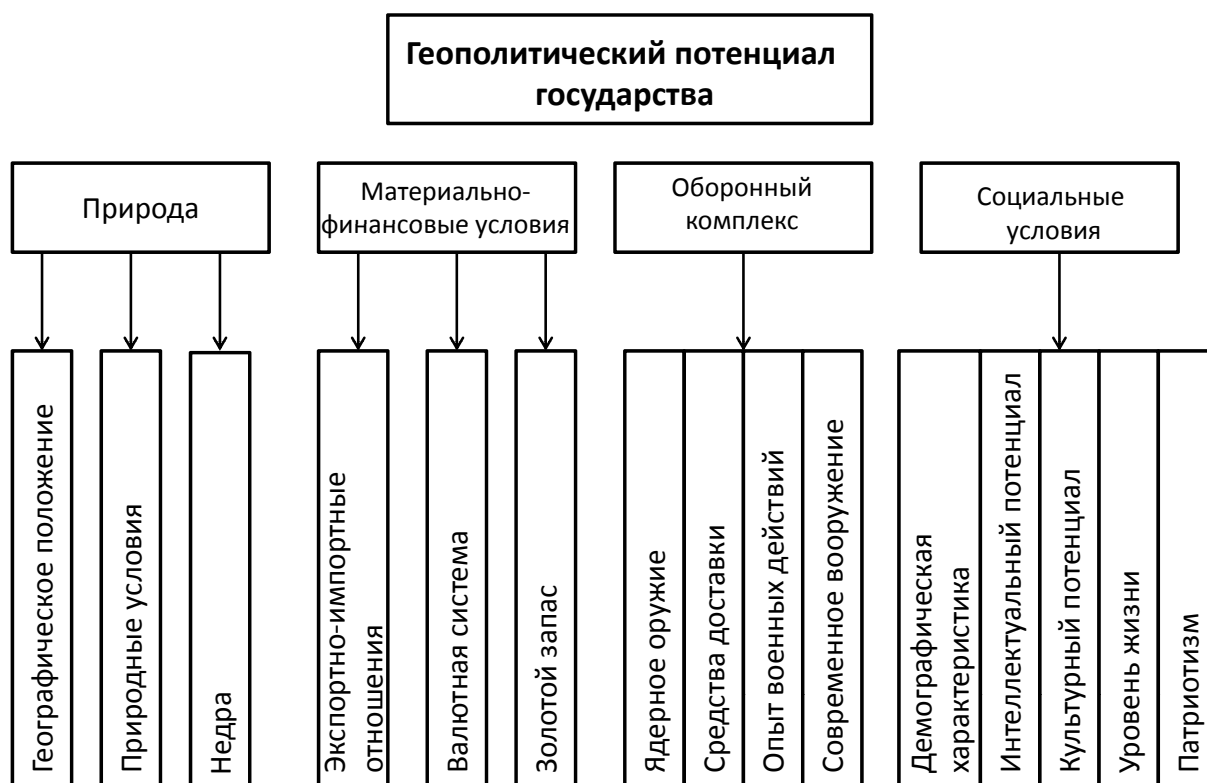 Геополитический потенциал
государства
Природа
Материально-
финансовые условия
Оборонный
комплекс
Социальные
условия
Географическое положение
Природные условия
Недра
Экспортно-импортные
отношения
Валютная система
Золотой запас
Ядерное оружие
Средства доставки
Опыт военных действий
Современное вооружение
Демографическая
характеристика
Интеллектуальный потенциал
Культурный потенциал
Уровень жизни
Патриотизм